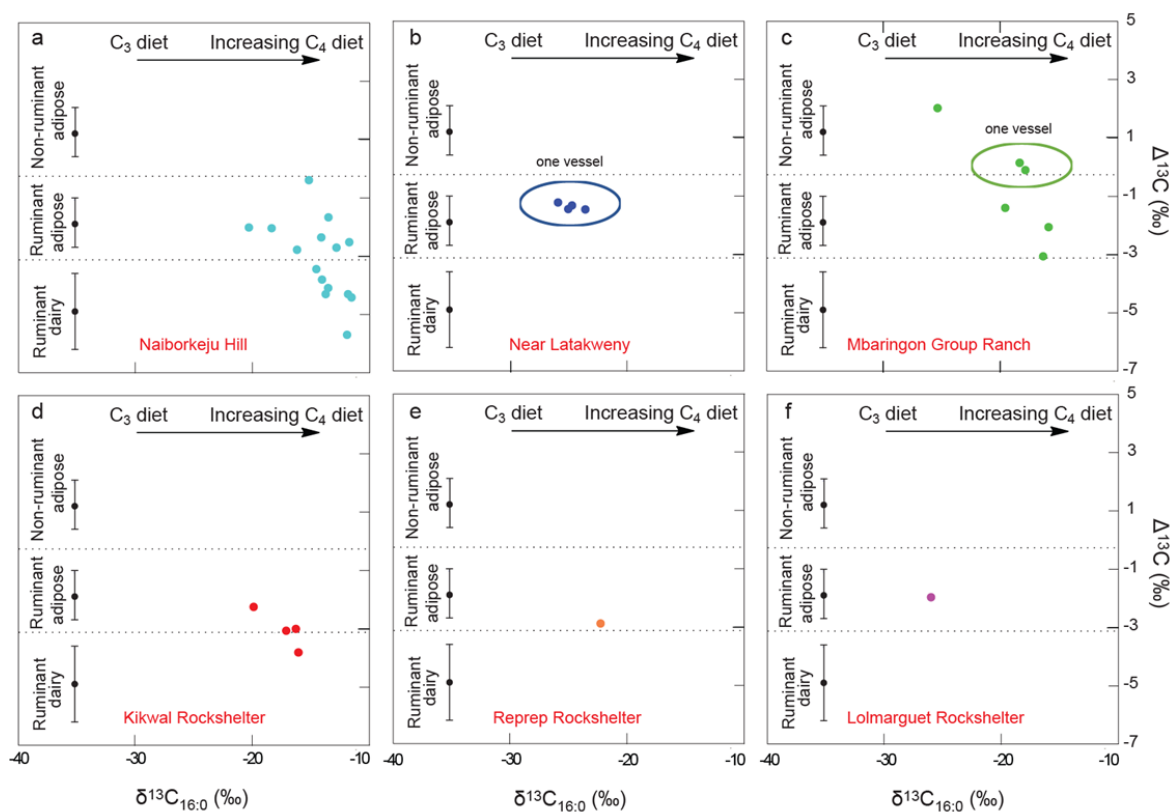 a
C₃ diet
Increasing C₄ diet
Non-ruminant
adipose
Ruminant
adipose
Ruminant
dairy
Naiborkeju Hill
b
C₃ diet
Increasing C₄ diet
Non-ruminant
adipose
Ruminant
adipose
Ruminant
dairy
one vessel
Near Latakweny
c
C₃ diet
Increasing C₄ diet
Non-ruminant
adipose
Ruminant
adipose
Ruminant
dairy
one vessel
Mbaringon Group Ranch
5
3
1
-1
-3
-5
-7
Δ¹³C (‰)
d
C₃ diet
Increasing C₄ diet
Non-ruminant
adipose
Ruminant
adipose
Ruminant
dairy
Kikwal Rockshelter
-40
-30
-20
δ¹³C₁₆:₀ (‰)
e
C₃ diet
Increasing C₄ diet
Non-ruminant
adipose
Ruminant
adipose
Ruminant
dairy
Reprep Rockshelter
-40
-30
-20
δ¹³C₁₆:₀ (‰)
f
C₃ diet
Increasing C₄ diet
Non-ruminant
adipose
Ruminant
adipose
Ruminant
dairy
Lolmarguet Rockshelter
-40
-30
-20
-10
δ¹³C₁₆:₀ (‰)
5
3
1
-1
-3
-5
-7
Δ¹³C (‰)